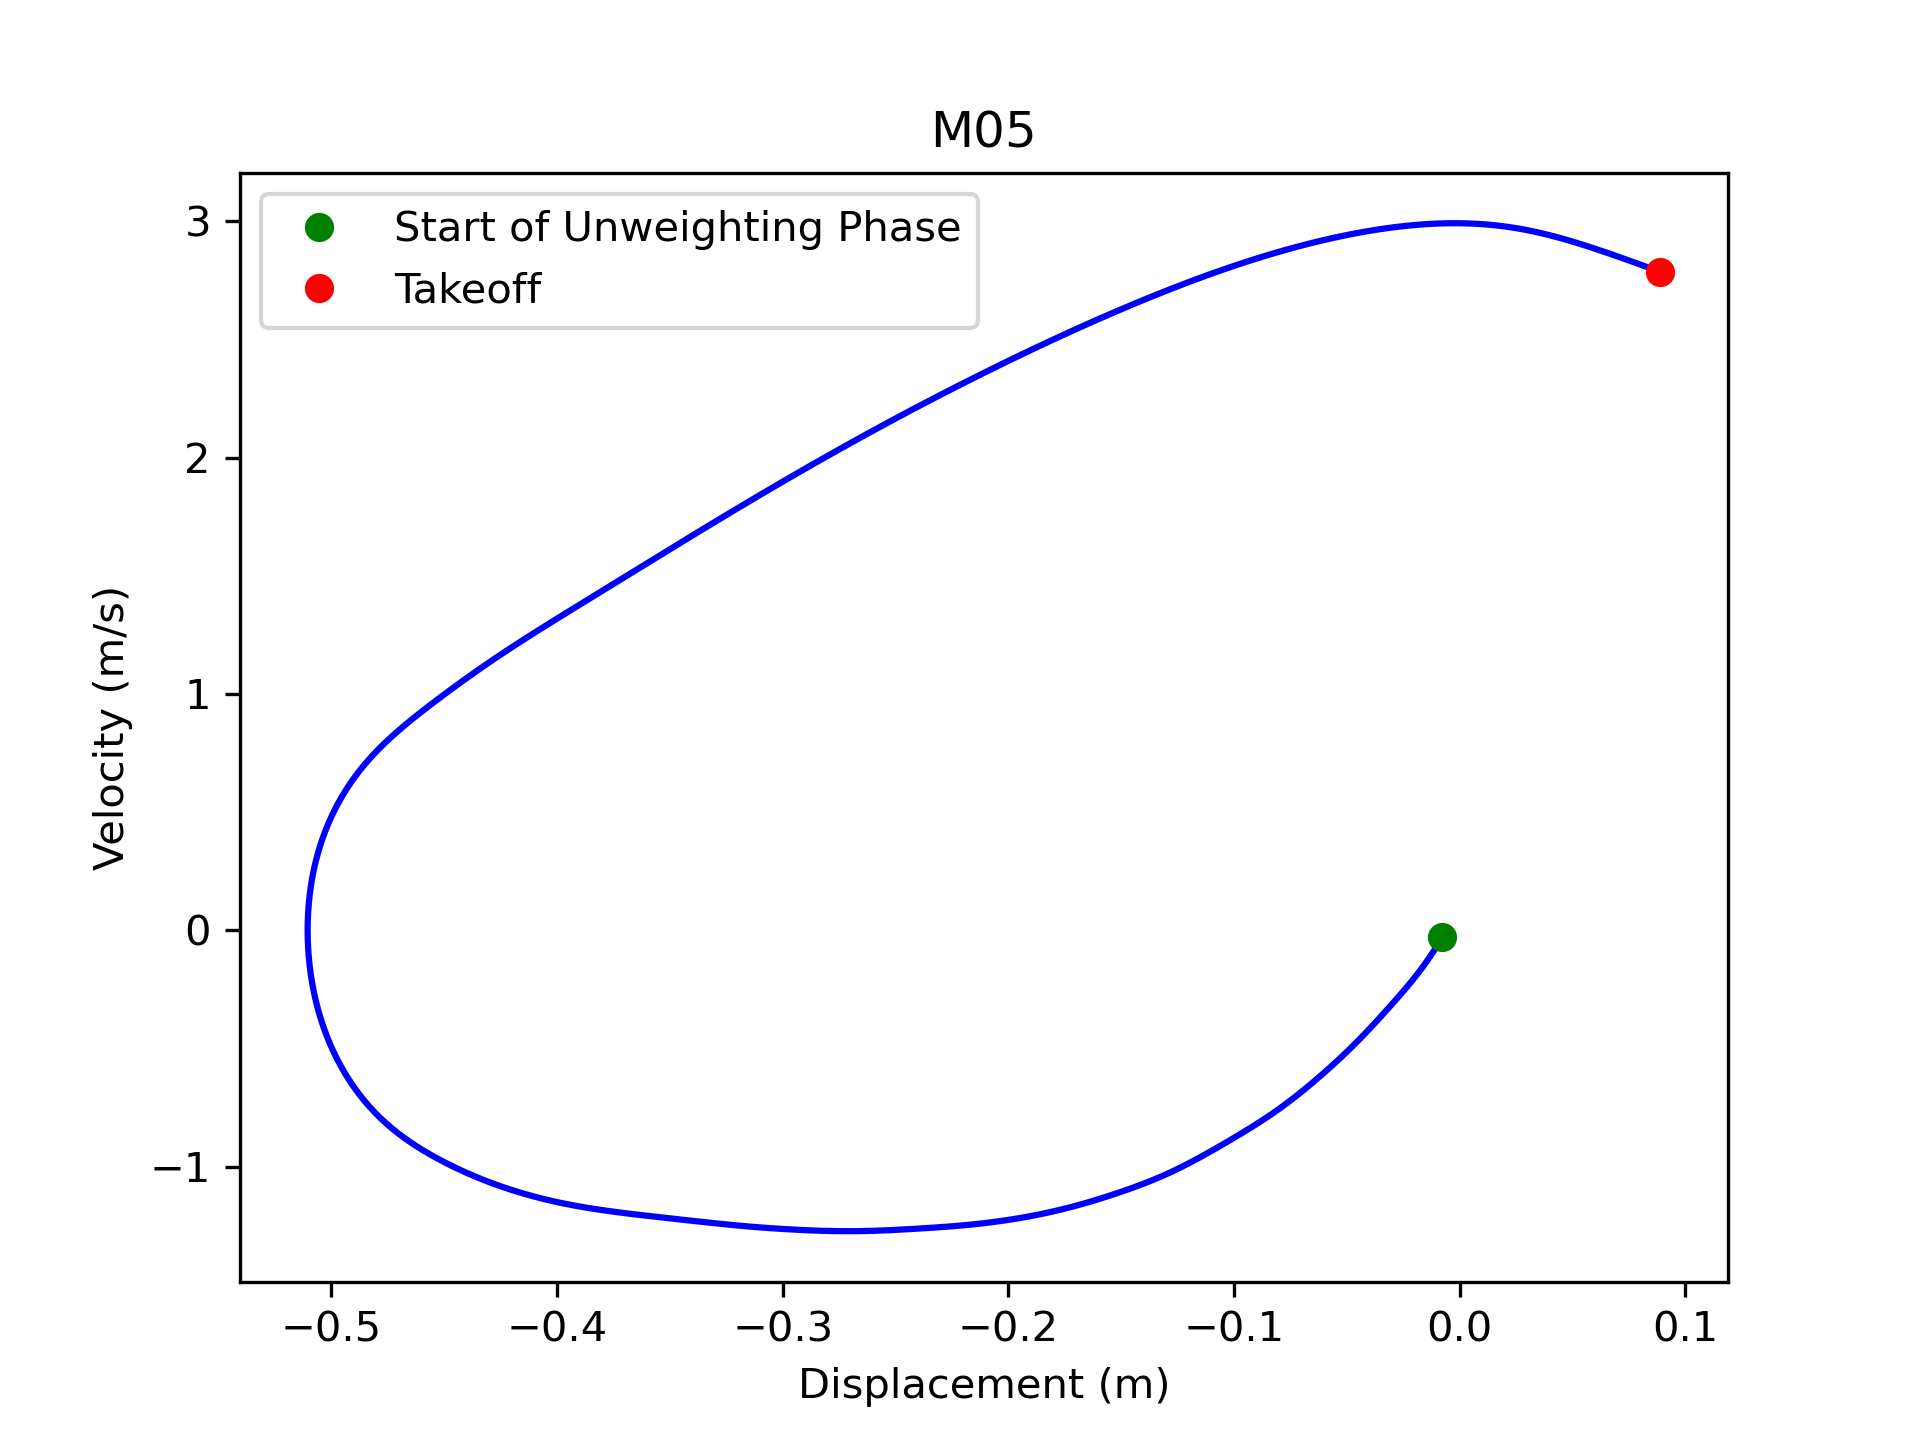 M05
Start of Unweighting Phase
Takeoff
3
2
1
0
−1
Velocity (m/s)
−0.5 −0.4 −0.3 −0.2 −0.1 0.0 0.1
Displacement (m)